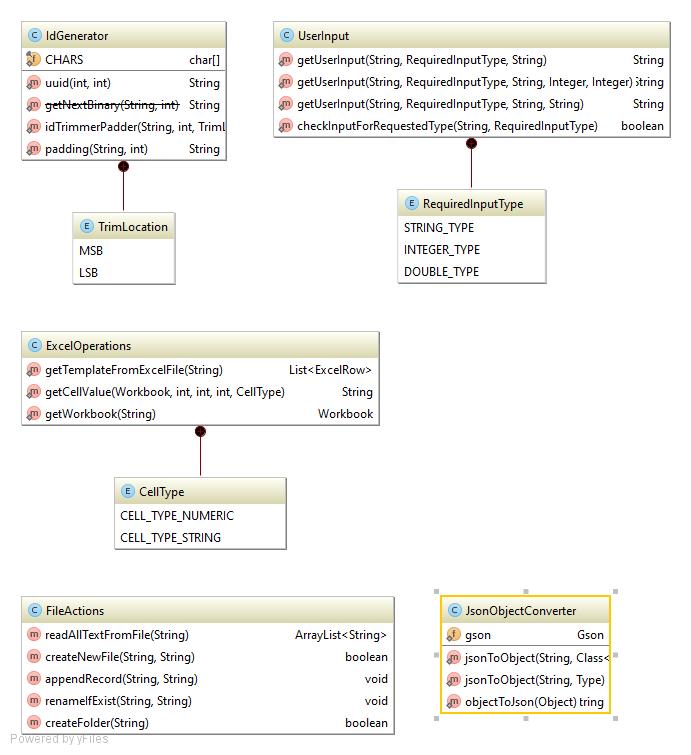 IdGenerator
CHARS char[]
uuid(int, int) String
getNextBinary(String, int) String
idTrimmerPadder(String, int, TrimL
padding(String, int) String
TrimLocation
MSB
LSB
UserInput
getUserInput(String, RequiredInputType, String) String
getUserInput(String, RequiredInputType, String, Integer, Integer) String
getUserInput(String, RequiredInputType, String, String) String
checkInputForRequestedType(String, RequiredInputType) boolean
RequiredInputType
STRING_TYPE
INTEGER_TYPE
DOUBLE_TYPE
ExcelOperations
getTemplateFromExcelFile(String) List<ExcelRow>
getCellValue(Workbook, int, int, int, CellType) String
getWorkbook(String) Workbook
CellType
CELL_TYPE_NUMERIC
CELL_TYPE_STRING
FileActions
readAllTextFromFile(String) ArrayList<String>
createNewFile(String, String) boolean
appendRecord(String, String) void
renameIfExist(String, String) void
createFolder(String) boolean
JsonObjectConverter
gson Gson
jsonToObject(String, Class<
jsonToObject(String, Type)
objectToJson(Object) tring
Powered by yFiles